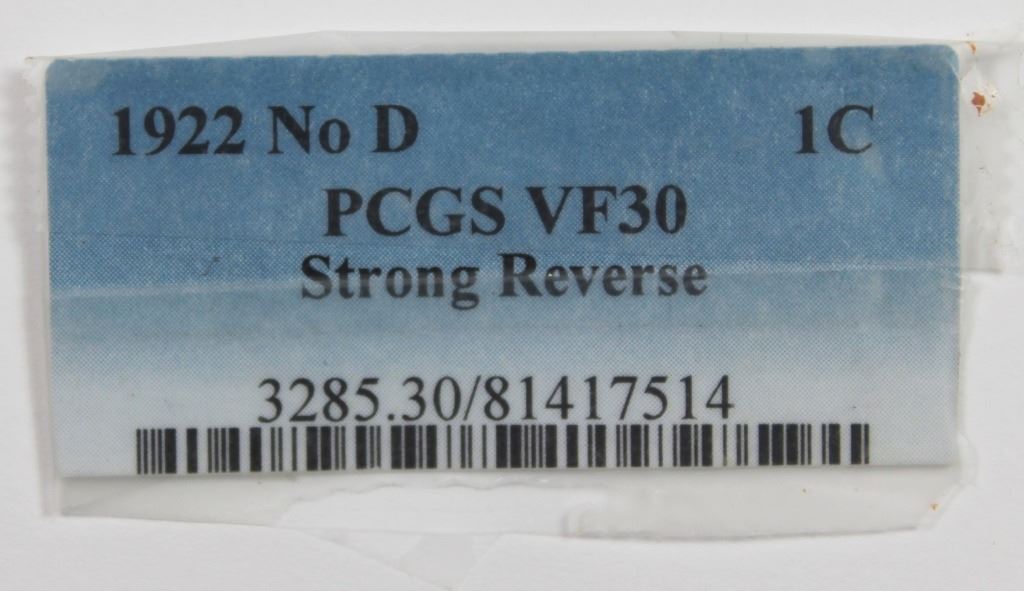 1922 No D 1C
PCGS VF30
Strong Reverse
3285.30/81417514